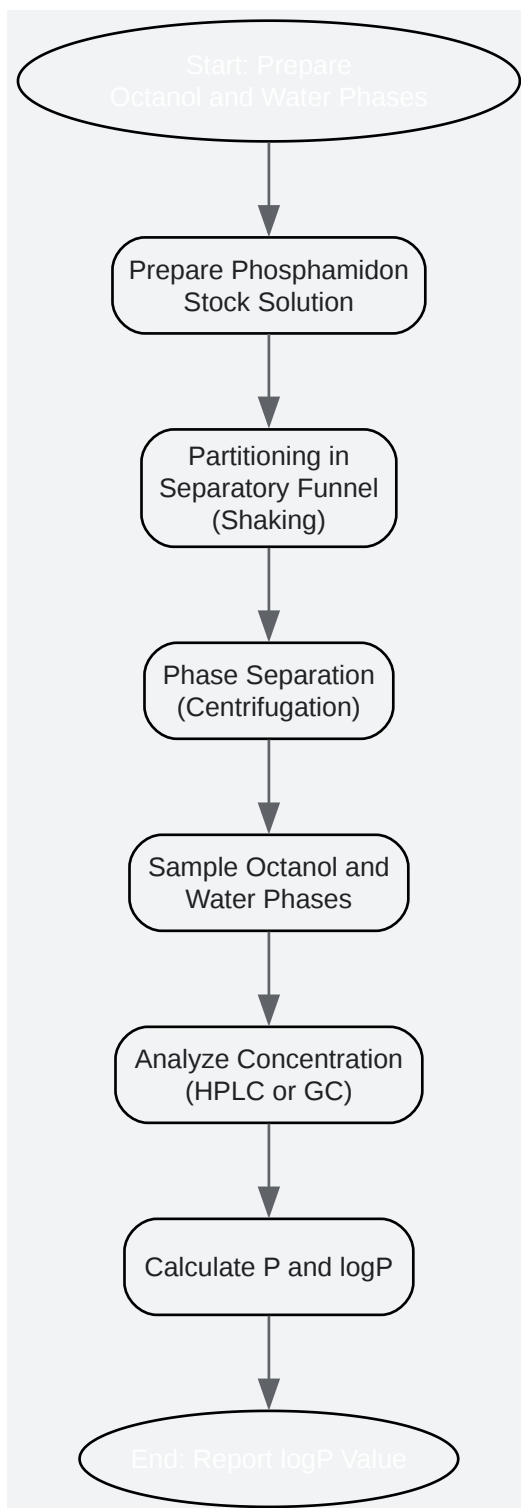 Start: Prepare
Octanol and Water Phases
Prepare Phosphamidon
Stock Solution
Partitioning in
Separatory Funnel
(Shaking)
Phase Separation
(Centrifugation)
Sample Octanol and
Water Phases
Analyze Concentration
(HPLC or GC)
Calculate P and logP
End: Report logP Value